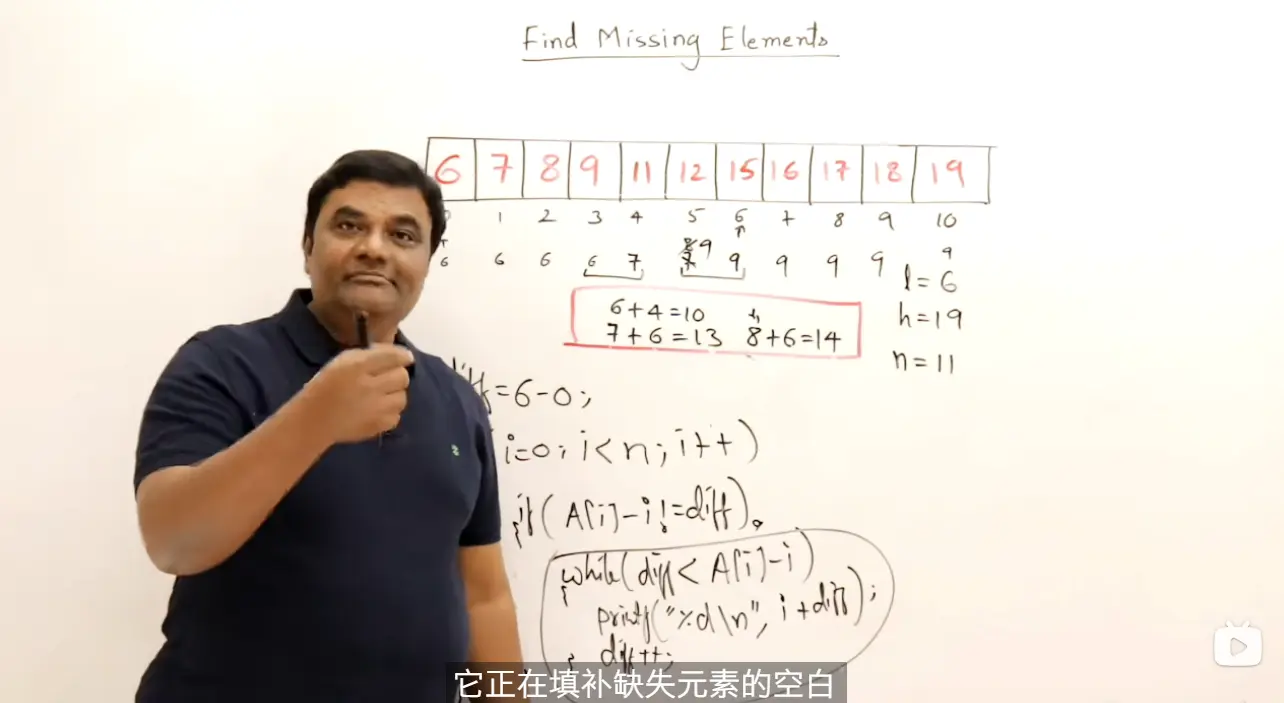 Find Missing Elements
6 7 8 9 11 12 15 16 17 18 19
1 2 3 4 5 6 7 8 9 10
6 6 6 6 7 9 9 9 9 9 9
l=6
6+4=10
7+6=13 8+6=14
h=19
n=11
diff=6-0;
i=0; i<n; i++)
if(A[i]-i!=diff)
{
while(diff<A[i]-i)
{
printf("%d\n", i+diff);
diff++;
}
它正在填补缺失元素的空白